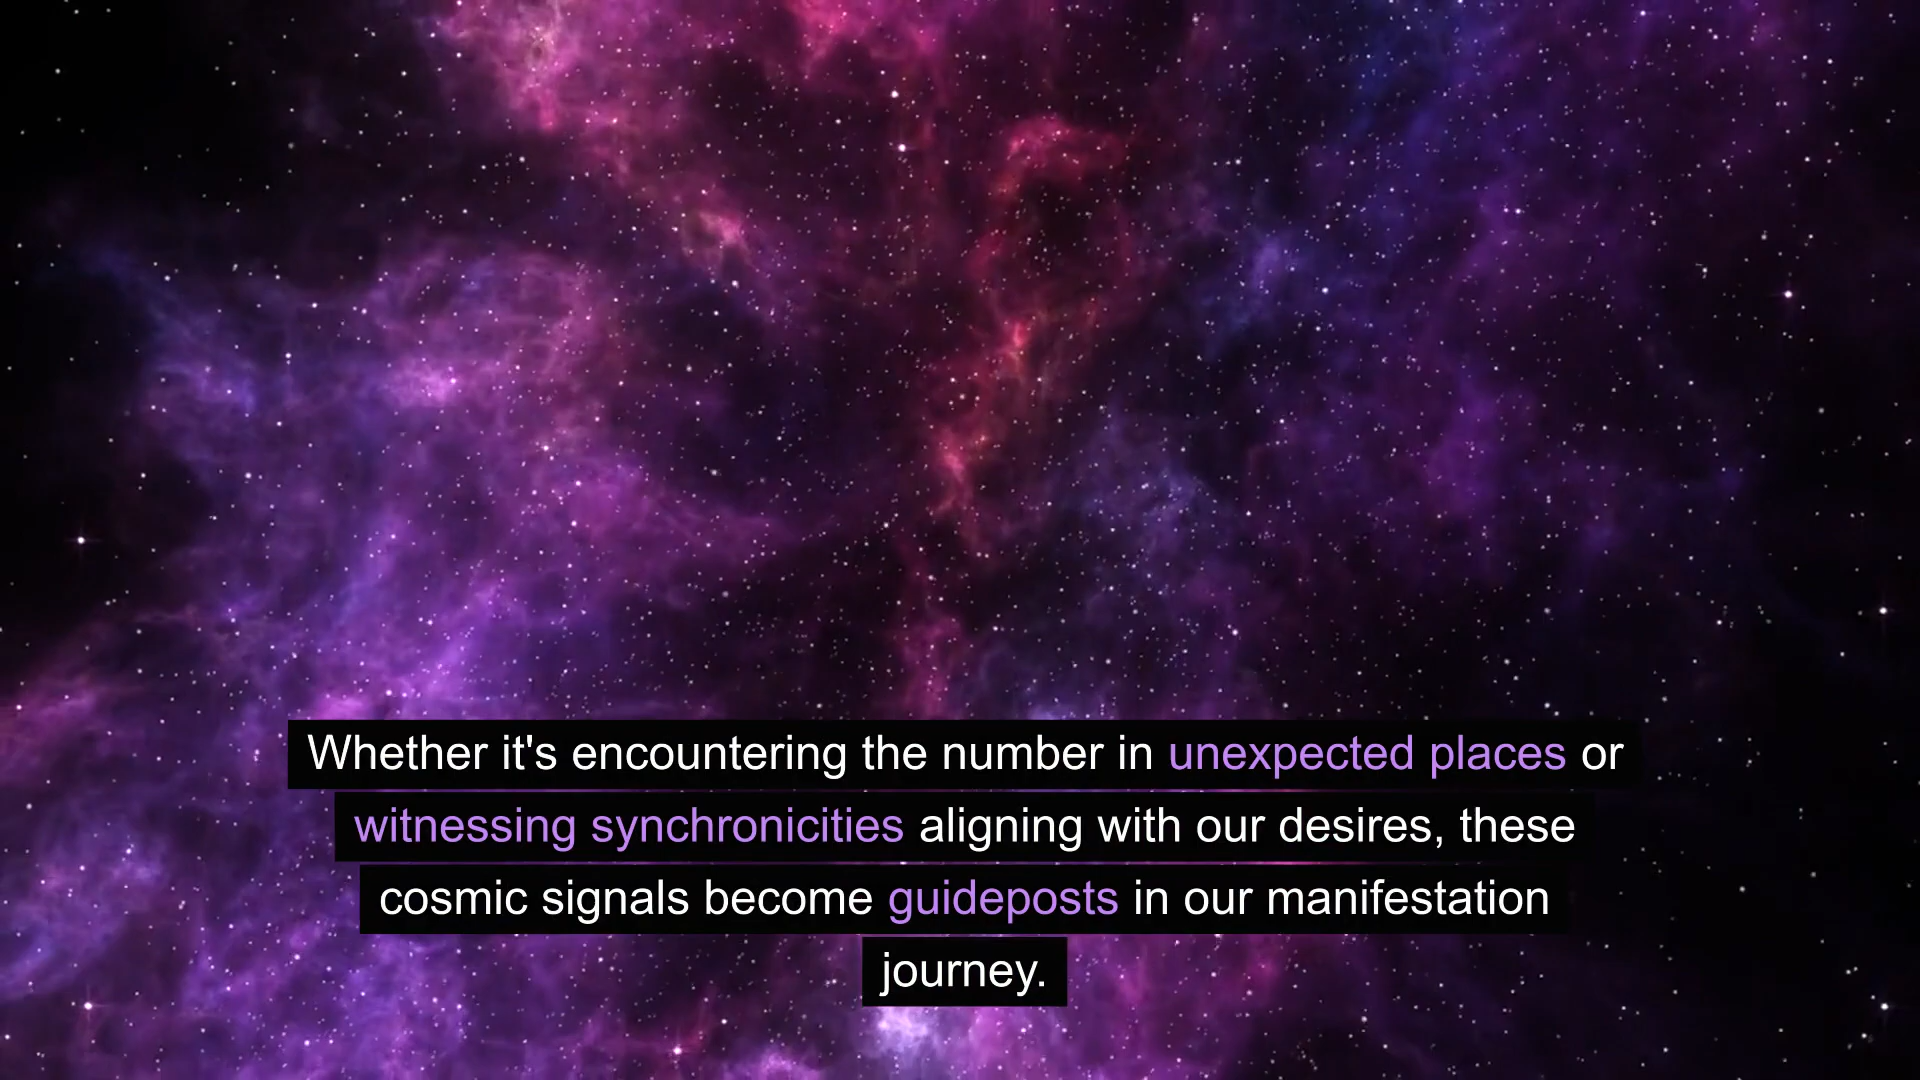 Whether it's encountering the number in unexpected places or
witnessing synchronicities aligning with our desires, these
cosmic signals become guideposts in our manifestation
journey.